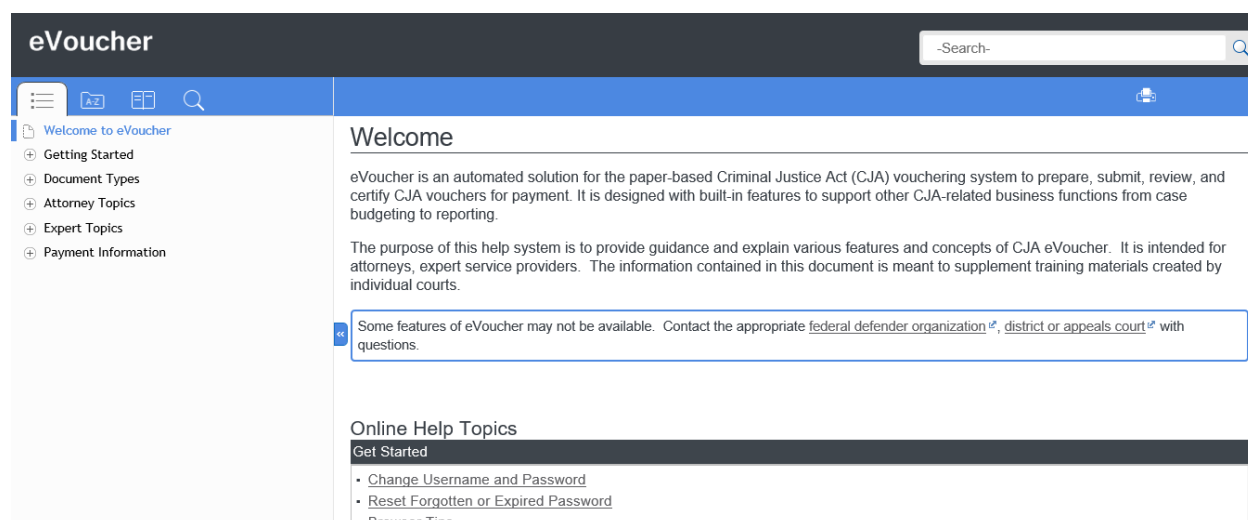 eVoucher
-Search-
A-Z
Welcome to eVoucher
Getting Started
Document Types
Attorney Topics
Expert Topics
Payment Information
Welcome
eVoucher is an automated solution for the paper-based Criminal Justice Act (CJA) vouchering system to prepare, submit, review, and
certify CJA vouchers for payment. It is designed with built-in features to support other CJA-related business functions from case
budgeting to reporting.
The purpose of this help system is to provide guidance and explain various features and concepts of CJA eVoucher. It is intended for
attorneys, expert service providers. The information contained in this document is meant to supplement training materials created by
individual courts.
Some features of eVoucher may not be available. Contact the appropriate federal defender organization, district or appeals court with
questions.
Online Help Topics
Get Started
Change Username and Password
Reset Forgotten or Expired Password